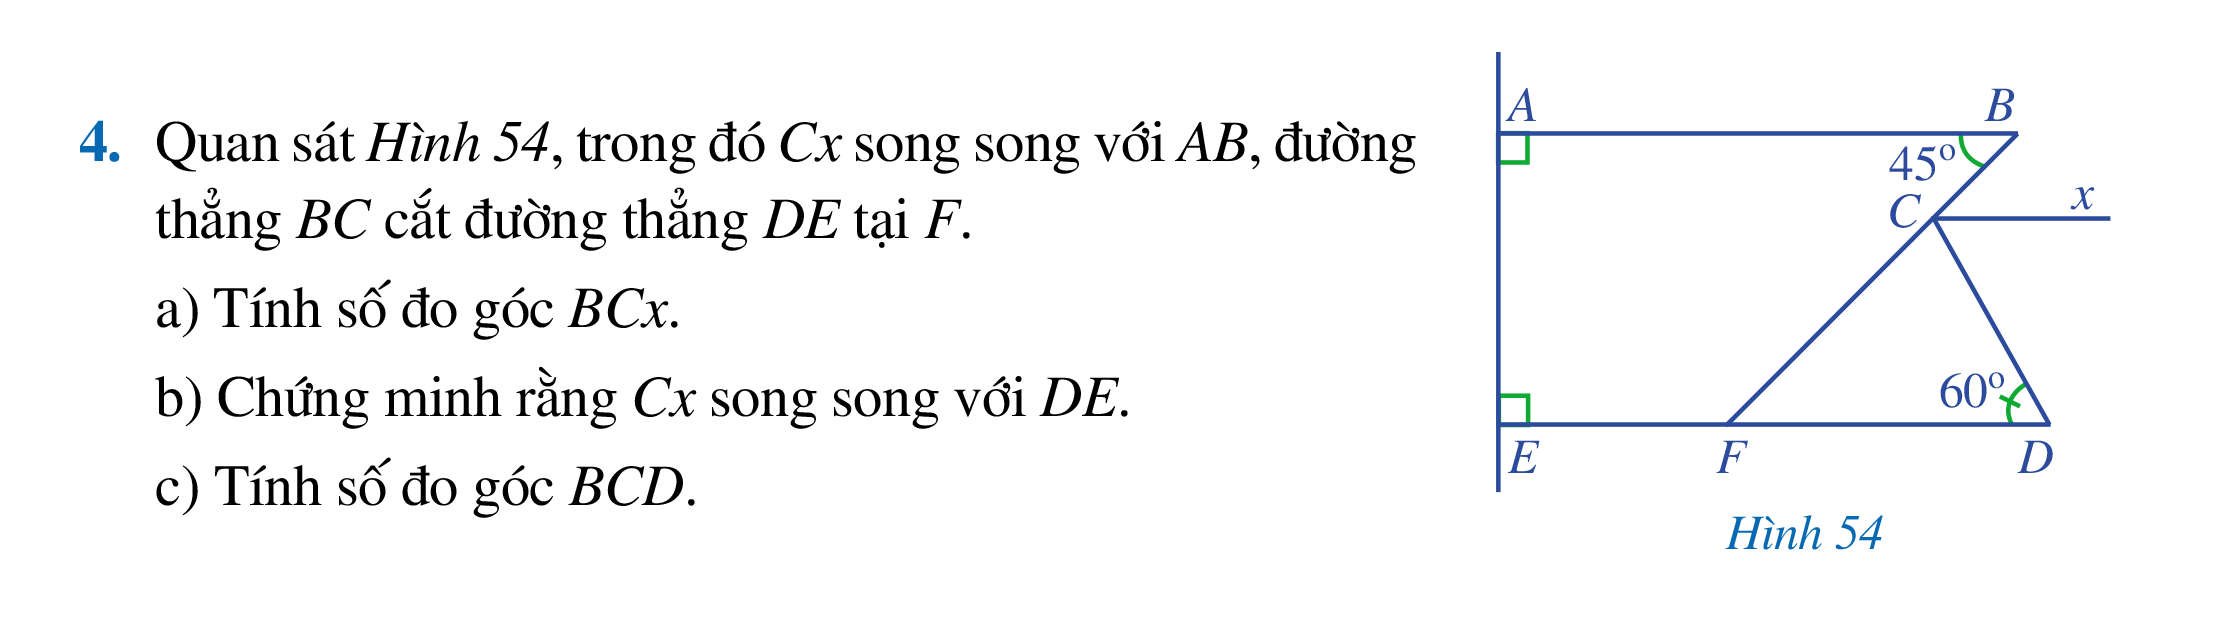 4. Quan sát Hình 54, trong đó Cx song song với AB, đường
thẳng BC cắt đường thẳng DE tại F.
a) Tính số đo góc BCx.
b) Chứng minh rằng Cx song song với DE.
c) Tính số đo góc BCD.
A
B
45º
C
x
60º
E
F
D
Hình 54